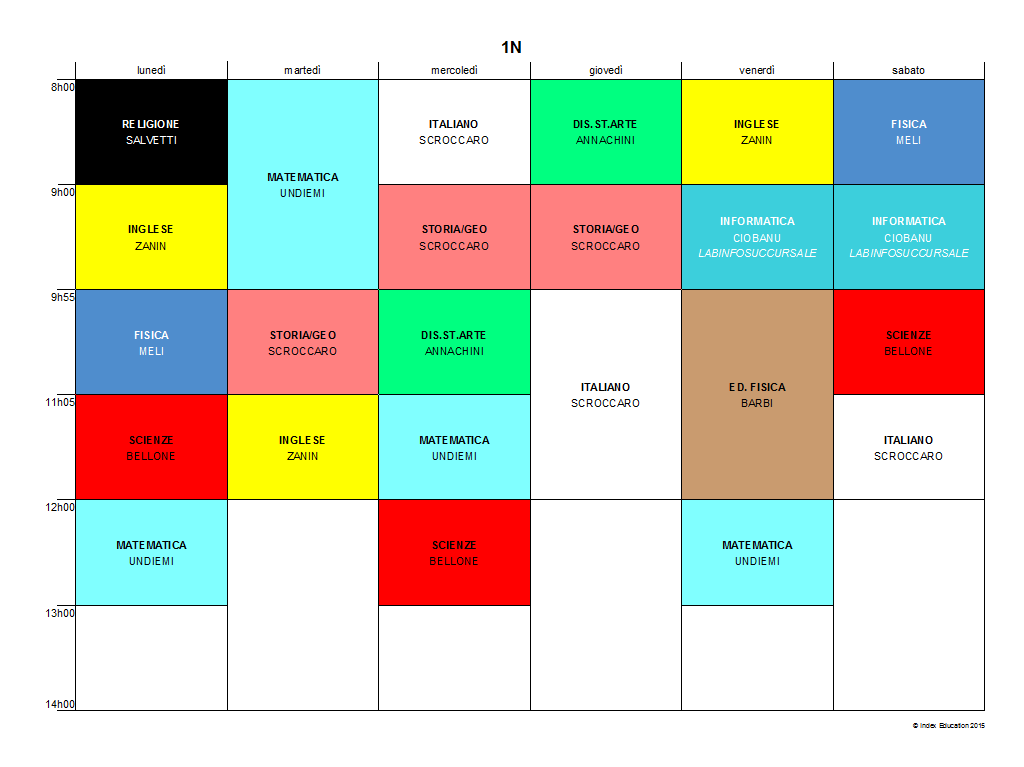 1N
lunedì martedì mercoledì giovedì venerdì sabato
8h00
RELIGIONE
SALVETTI
MATEMATICA
UNDIEMI
ITALIANO
SCROCCARO
DIS. ST.ARTE
ANNACHINI
INGLESE
ZANIN
FISICA
MELI
9h00
INGLESE
ZANIN
STORIA/GEO
SCROCCARO
STORIA/GEO
SCROCCARO
INFORMATICA
CIOBANU
LABINFOSUCCURSALE
INFORMATICA
CIOBANU
LABINFOSUCCURSALE
9h55
FISICA
MELI
STORIA/GEO
SCROCCARO
DIS.ST.ARTE
ANNACHINI
ITALIANO
SCROCCARO
ED. FISICA
BARBI
SCIENZE
BELLONE
11h05
SCIENZE
BELLONE
INGLESE
ZANIN
MATEMATICA
UNDIEMI
ITALIANO
SCROCCARO
12h00
MATEMATICA
UNDIEMI
SCIENZE
BELLONE
MATEMATICA
UNDIEMI
13h00
14h00
© Index Education 2015